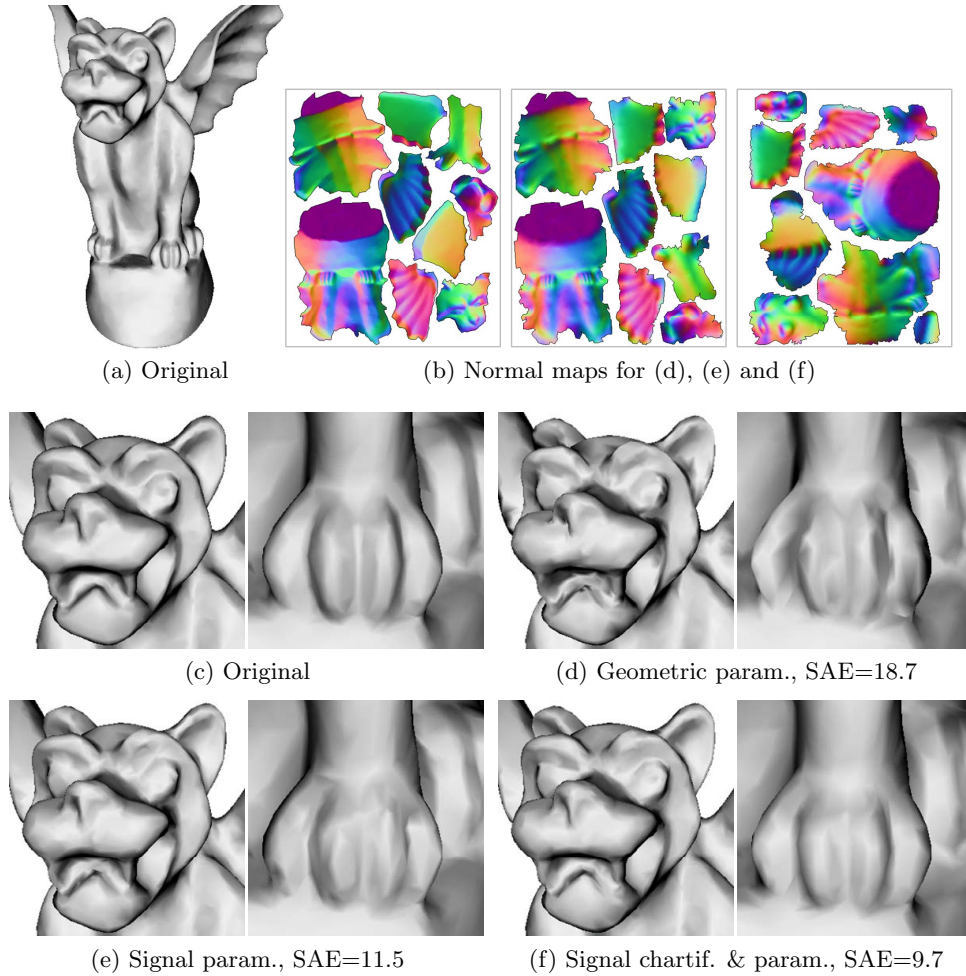 (a) Original
(b) Normal maps for (d), (e) and (f)
(c) Original
(d) Geometric param., SAE=18.7
(e) Signal param., SAE=11.5
(f) Signal chartif. & param., SAE=9.7